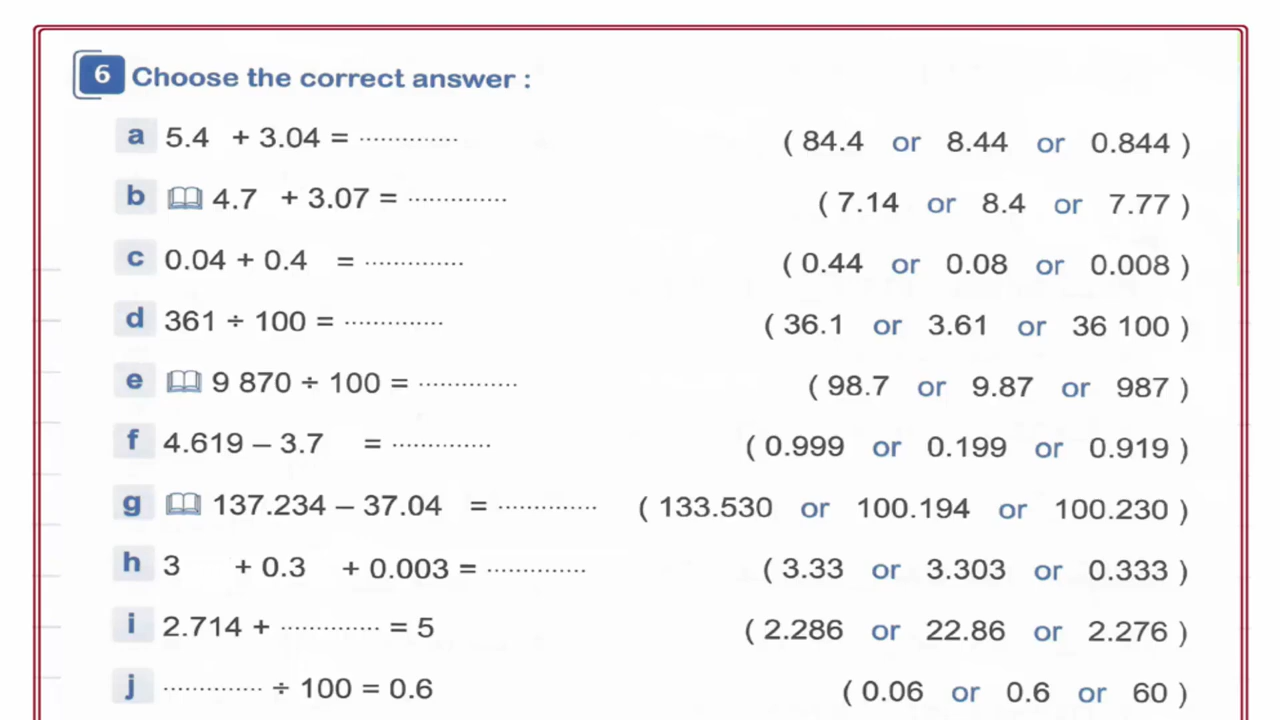 6 Choose the correct answer :
a 5.4 + 3.04 = .............. ( 84.4 or 8.44 or 0.844 )
b 4.7 + 3.07 = .............. ( 7.14 or 8.4 or 7.77 )
c 0.04 + 0.4 = .............. ( 0.44 or 0.08 or 0.008 )
d 361 ÷ 100 = .............. ( 36.1 or 3.61 or 36 100 )
e 9 870 ÷ 100 = .............. ( 98.7 or 9.87 or 987 )
f 4.619 – 3.7 = .............. ( 0.999 or 0.199 or 0.919 )
g 137.234 – 37.04 = .............. ( 133.530 or 100.194 or 100.230 )
h 3 + 0.3 + 0.003 = .............. ( 3.33 or 3.303 or 0.333 )
i 2.714 + .............. = 5 ( 2.286 or 22.86 or 2.276 )
j .............. ÷ 100 = 0.6 ( 0.06 or 0.6 or 60 )